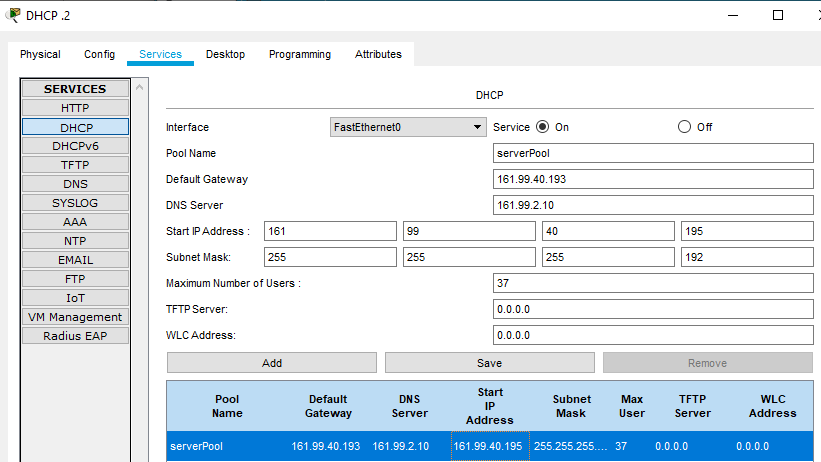 DHCP .2
Physical Config Services Desktop Programming Attributes
SERVICES
HTTP
DHCP
DHCPv6
TFTP
DNS
SYSLOG
AAA
NTP
EMAIL
FTP
IoT
VM Management
Radius EAP
DHCP
Interface FastEthernet0 Service On Off
Pool Name serverPool
Default Gateway 161.99.40.193
DNS Server 161.99.2.10
Start IP Address : 161 99 40 195
Subnet Mask: 255 255 255 192
Maximum Number of Users : 37
TFTP Server: 0.0.0.0
WLC Address: 0.0.0.0
Add Save Remove
Pool Name Default Gateway DNS Server Start IP Address Subnet Mask Max User TFTP Server WLC Address
serverPool 161.99.40.193 161.99.2.10 161.99.40.195 255.255.255.... 37 0.0.0.0 0.0.0.0